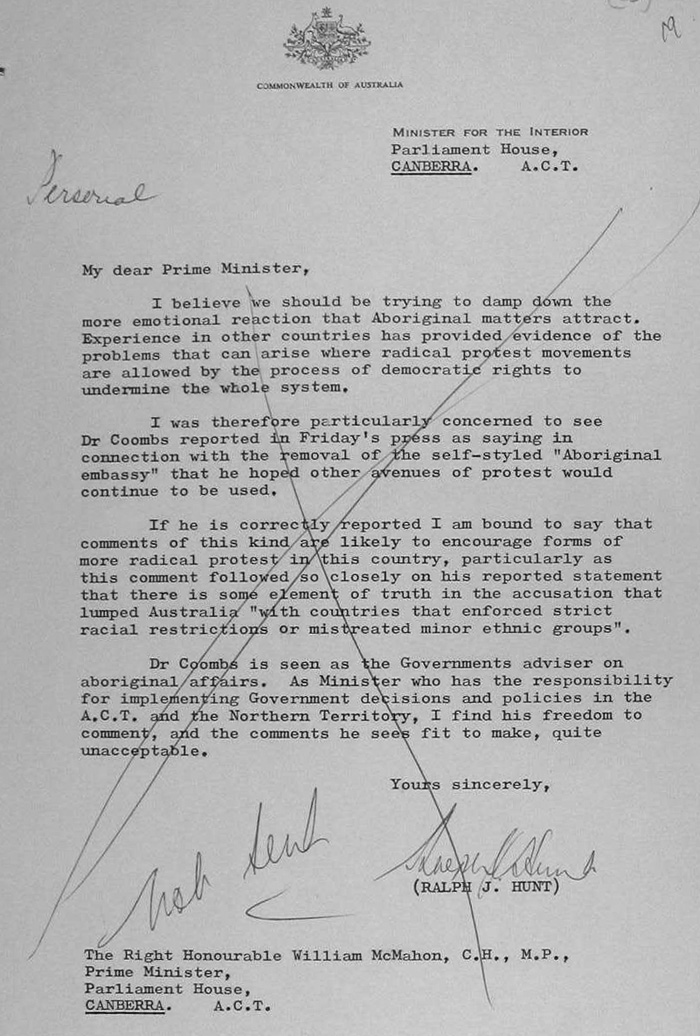 19
COMMONWEALTH OF AUSTRALIA
MINISTER FOR THE INTERIOR
Parliament House,
CANBERRA. A.C.T.
Personal
My dear Prime Minister,
I believe we should be trying to damp down the
more emotional reaction that Aboriginal matters attract.
Experience in other countries has provided evidence of the
problems that can arise where radical protest movements
are allowed by the process of democratic rights to
undermine the whole system.
I was therefore particularly concerned to see
Dr Coombs reported in Friday's press as saying in
connection with the removal of the self-styled "Aboriginal
embassy" that he hoped other avenues of protest would
continue to be used.
If he is correctly reported I am bound to say that
comments of this kind are likely to encourage forms of
more radical protest in this country, particularly as
this comment followed so closely on his reported statement
that there is some element of truth in the accusation that
lumped Australia "with countries that enforced strict
racial restrictions or mistreated minor ethnic groups".
Dr Coombs is seen as the Governments adviser on
aboriginal affairs. As Minister who has the responsibility
for implementing Government decisions and policies in the
A.C.T. and the Northern Territory, I find his freedom to
comment, and the comments he sees fit to make, quite
unacceptable.
Yours sincerely,
Not sent
Ralph J Hunt
(RALPH J. HUNT)
The Right Honourable William McMahon, C.H., M.P.,
Prime Minister,
Parliament House,
CANBERRA. A.C.T.